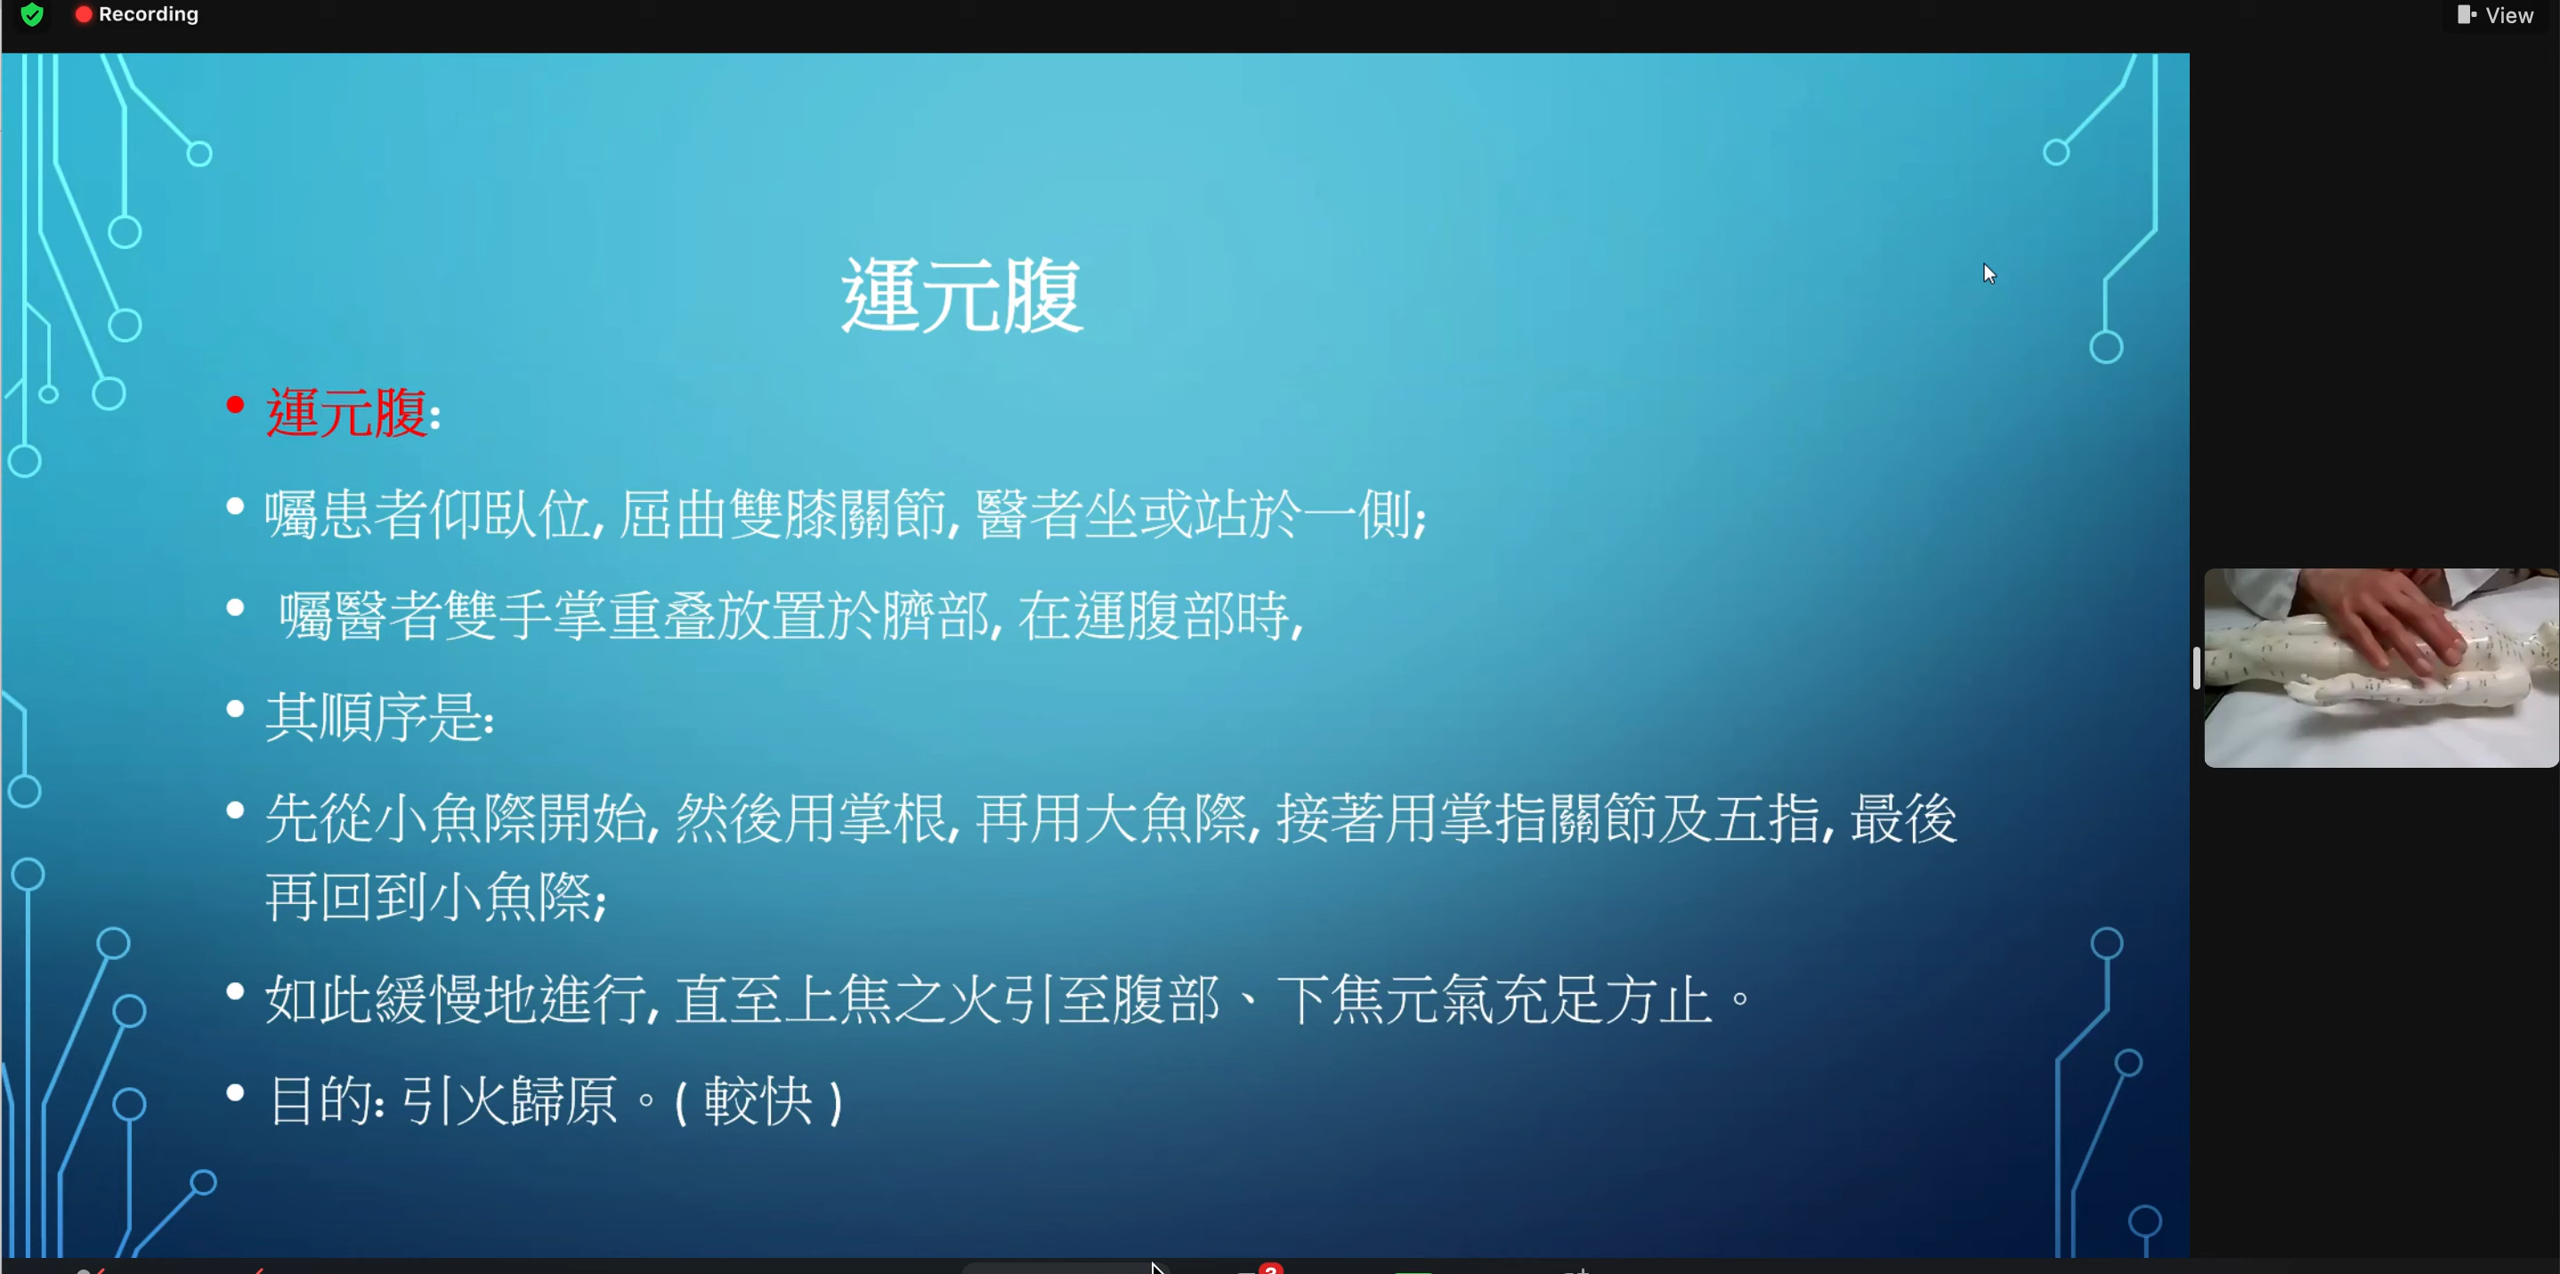 Recording
View
運元腹
• 運元腹:
• 囑患者仰臥位, 屈曲雙膝關節, 醫者坐或站於一側;
• 囑醫者雙手掌重叠放置於臍部, 在運腹部時,
• 其順序是:
• 先從小魚際開始, 然後用掌根, 再用大魚際, 接著用掌指關節及五指, 最後
再回到小魚際;
• 如此緩慢地進行, 直至上焦之火引至腹部、下焦元氣充足方止。
• 目的: 引火歸原。( 較快 )